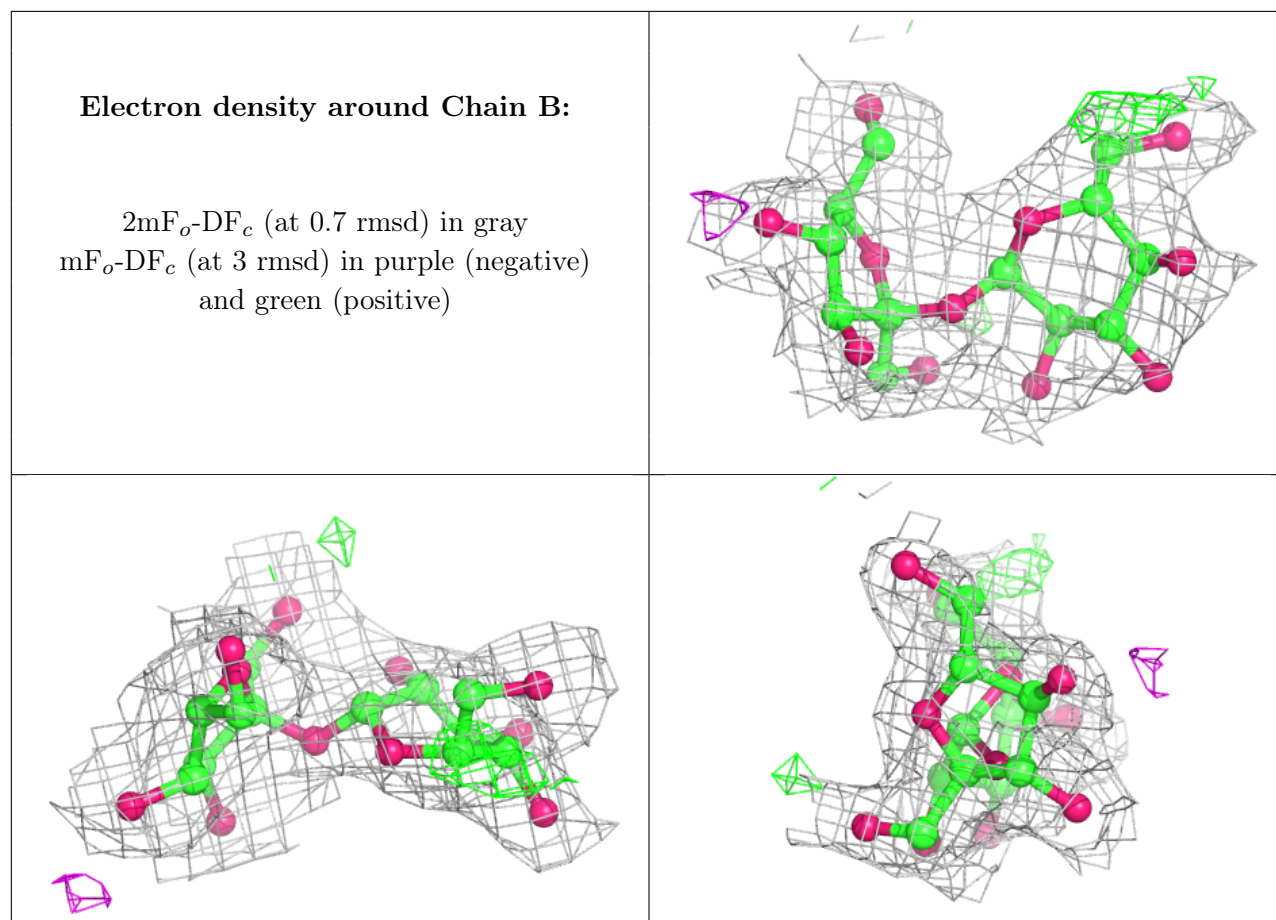 Electron density around Chain B:
2mFo-DFc (at 0.7 rmsd) in gray
mFo-DFc (at 3 rmsd) in purple (negative)
and green (positive)